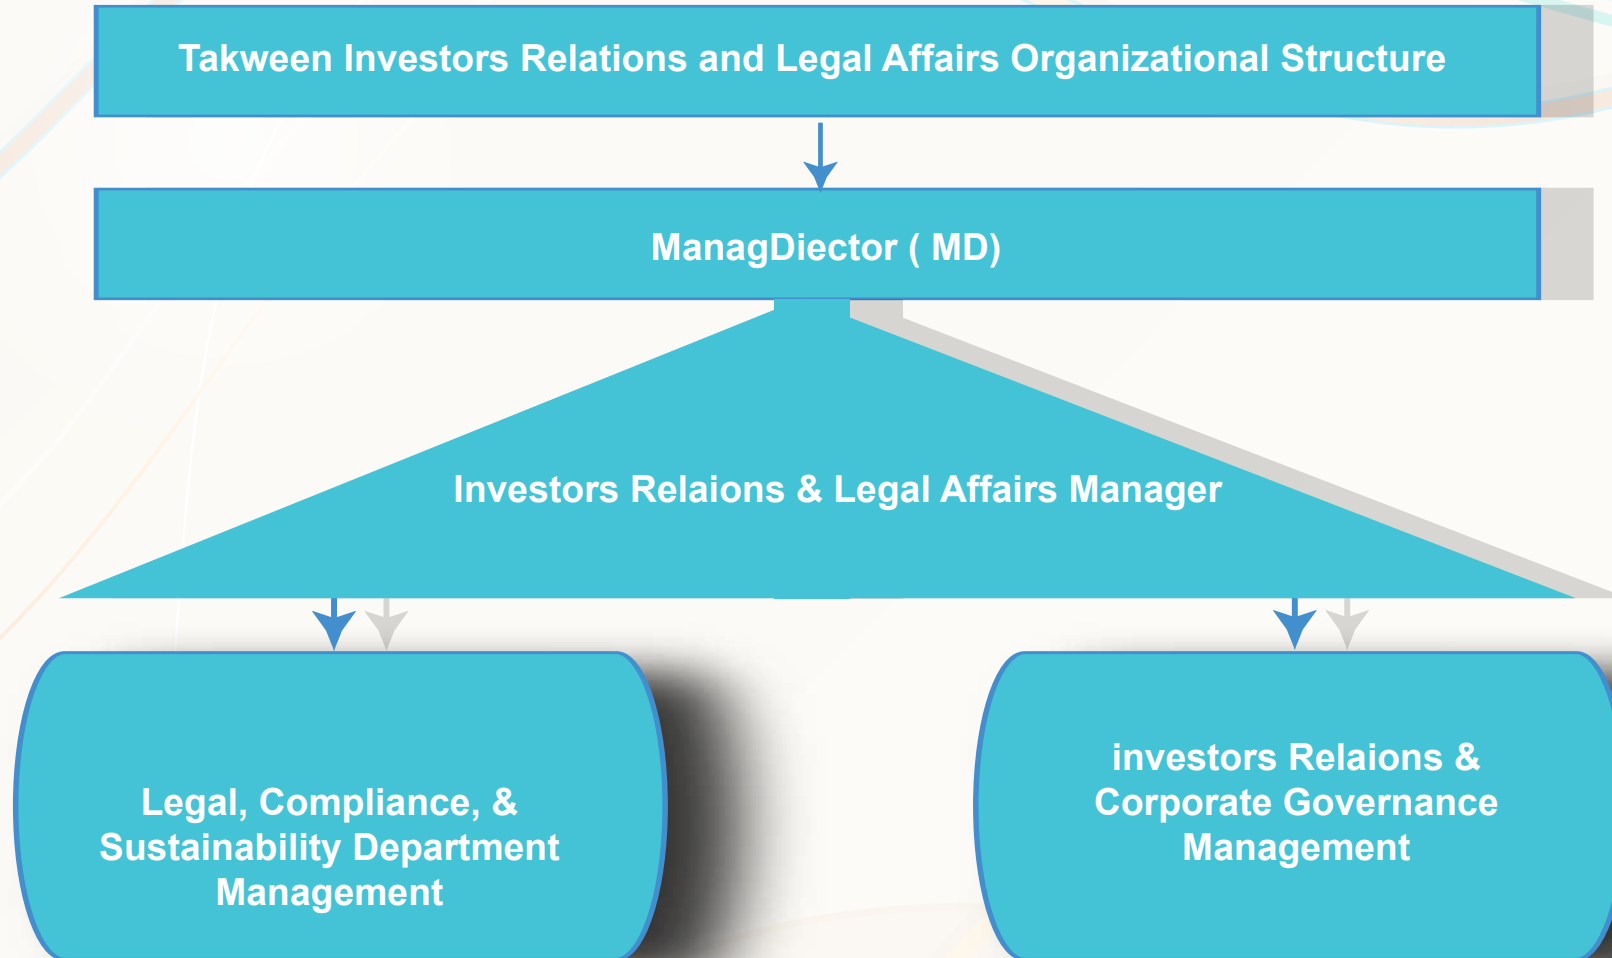 Takween Investors Relations and Legal Affairs Organizational Structure
ManagDiector ( MD)
Investors Relaions & Legal Affairs Manager
Legal, Compliance, &
Sustainability Department
Management
investors Relaions &
Corporate Governance
Management